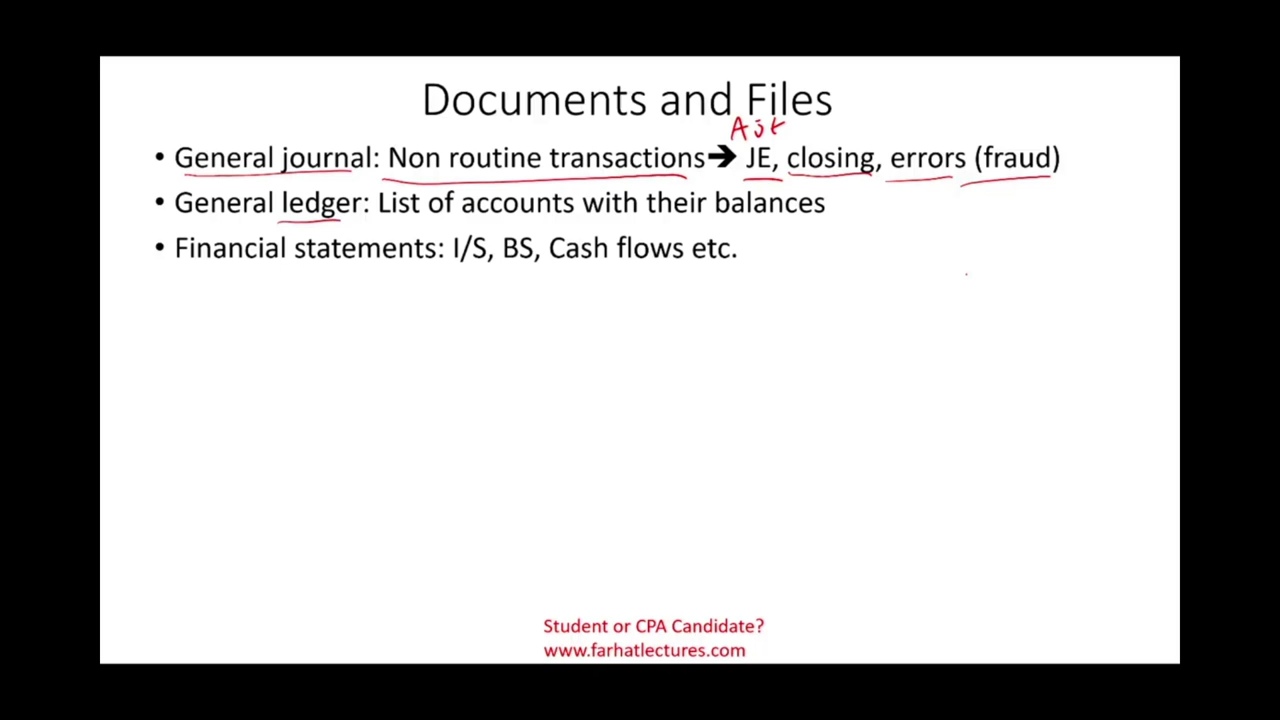 Documents and Files
• General journal: Non routine transactions➔ JE, closing, errors (fraud)
• General ledger: List of accounts with their balances
• Financial statements: I/S, BS, Cash flows etc.
Student or CPA Candidate?
www.farhatlectures.com